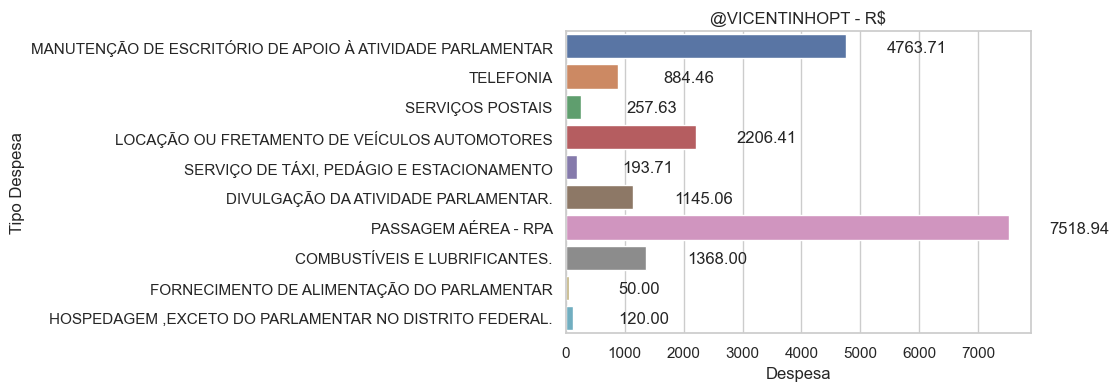 @VICENTINHOPT - R$
MANUTENÇÃO DE ESCRITÓRIO DE APOIO À ATIVIDADE PARLAMENTAR 4763.71
TELEFONIA 884.46
SERVIÇOS POSTAIS 257.63
LOCAÇÃO OU FRETAMENTO DE VEÍCULOS AUTOMOTORES 2206.41
SERVIÇO DE TÁXI, PEDÁGIO E ESTACIONAMENTO 193.71
DIVULGAÇÃO DA ATIVIDADE PARLAMENTAR. 1145.06
PASSAGEM AÉREA - RPA 7518.94
COMBUSTÍVEIS E LUBRIFICANTES. 1368.00
FORNECIMENTO DE ALIMENTAÇÃO DO PARLAMENTAR 50.00
HOSPEDAGEM ,EXCETO DO PARLAMENTAR NO DISTRITO FEDERAL. 120.00
Tipo Despesa
0 1000 2000 3000 4000 5000 6000 7000
Despesa